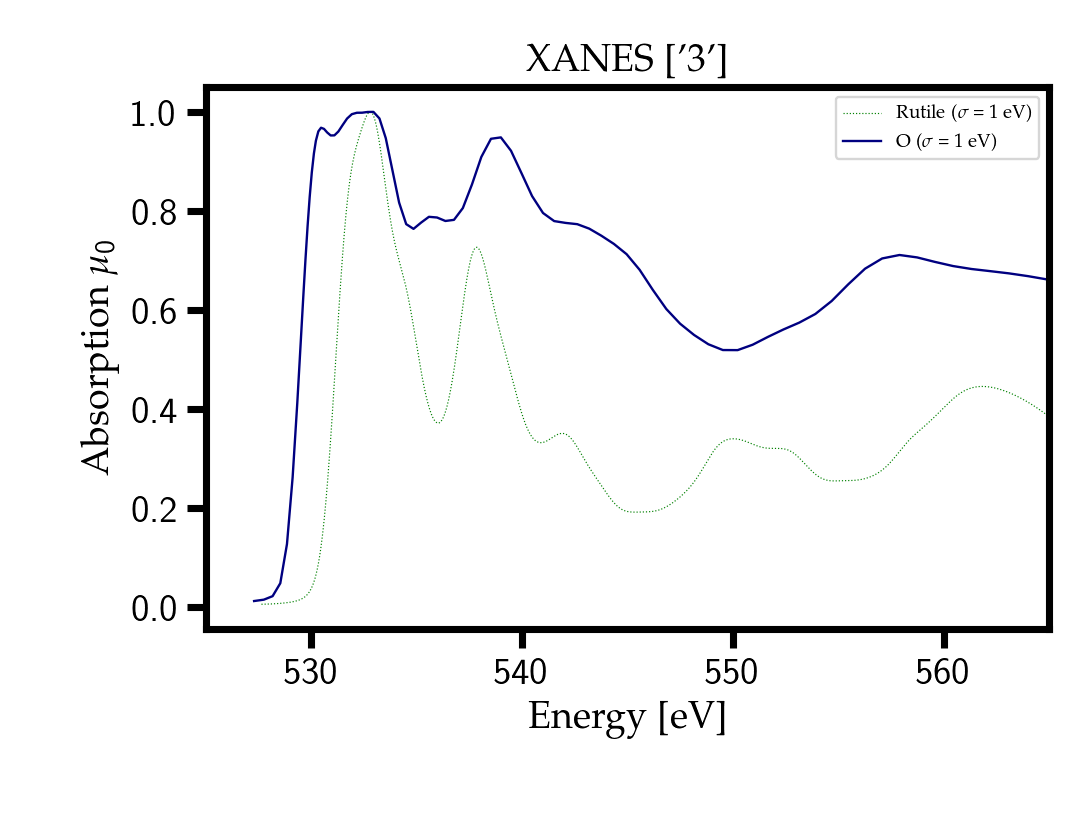 XANES ['3']
Rutile (σ = 1 eV)
O (σ = 1 eV)
1.0
0.8
0.6
0.4
0.2
0.0
Absorption μ₀
530 540 550 560
Energy [eV]